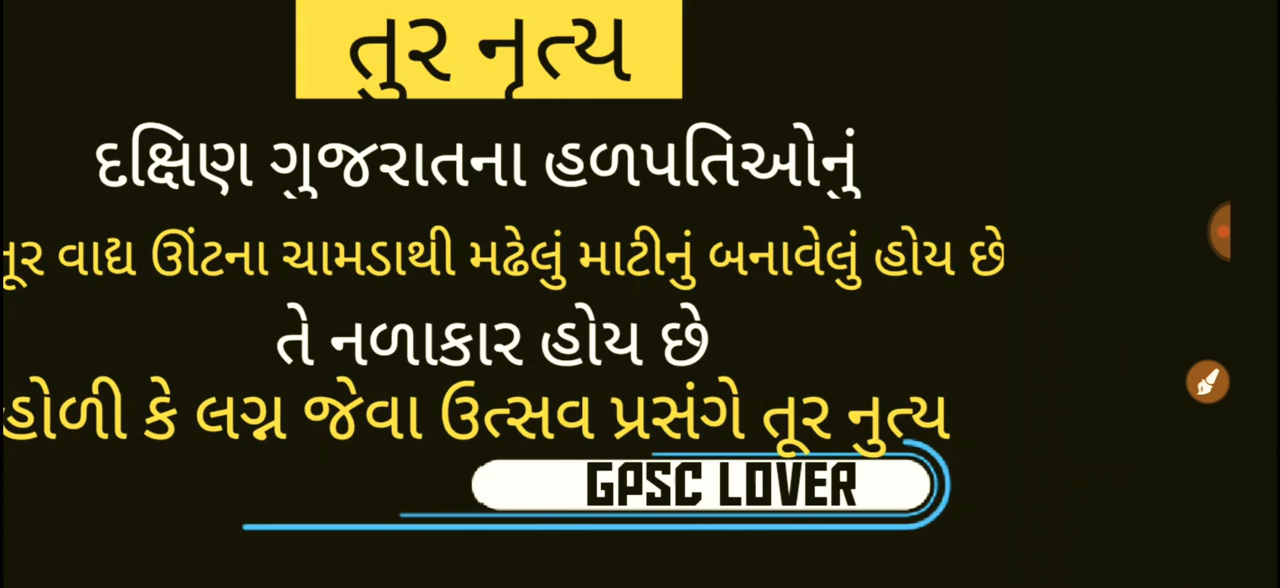 તુર નૃત્ય
દક્ષિણ ગુજરાતના હળપતિઓનું
તૂર વાદ્ય ઊંટના ચામડાથી મઢેલું માટીનું બનાવેલું હોય છે
તે નળાકાર હોય છે
હોળી કે લગ્ન જેવા ઉત્સવ પ્રસંગે તૂર નુત્ય
GPSC LOVER